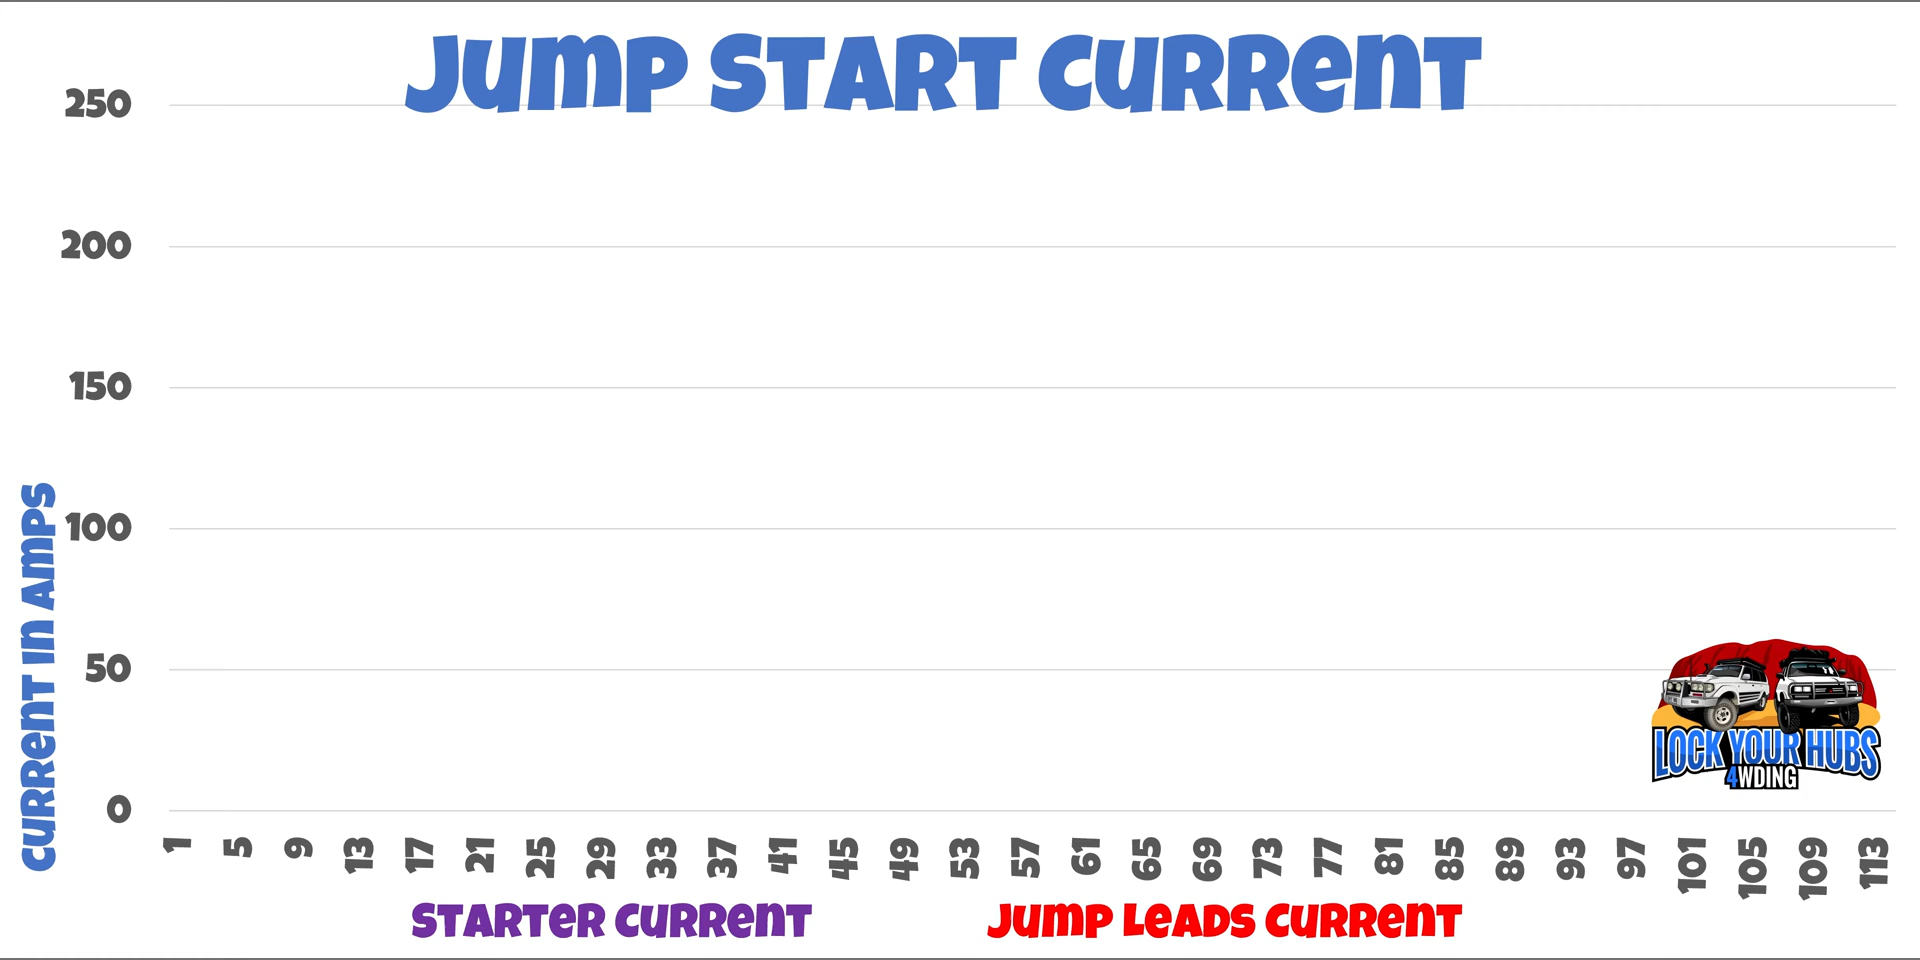 Jump Start Current
250
200
150
100
50
0
Current in Amps
1 5 9 13 17 21 25 29 33 37 41 45 49 53 57 61 65 69 73 77 81 85 89 93 97 101 105 109 113
Starter Current
Jump Leads Current
LOCK YOUR HUBS
4WDING